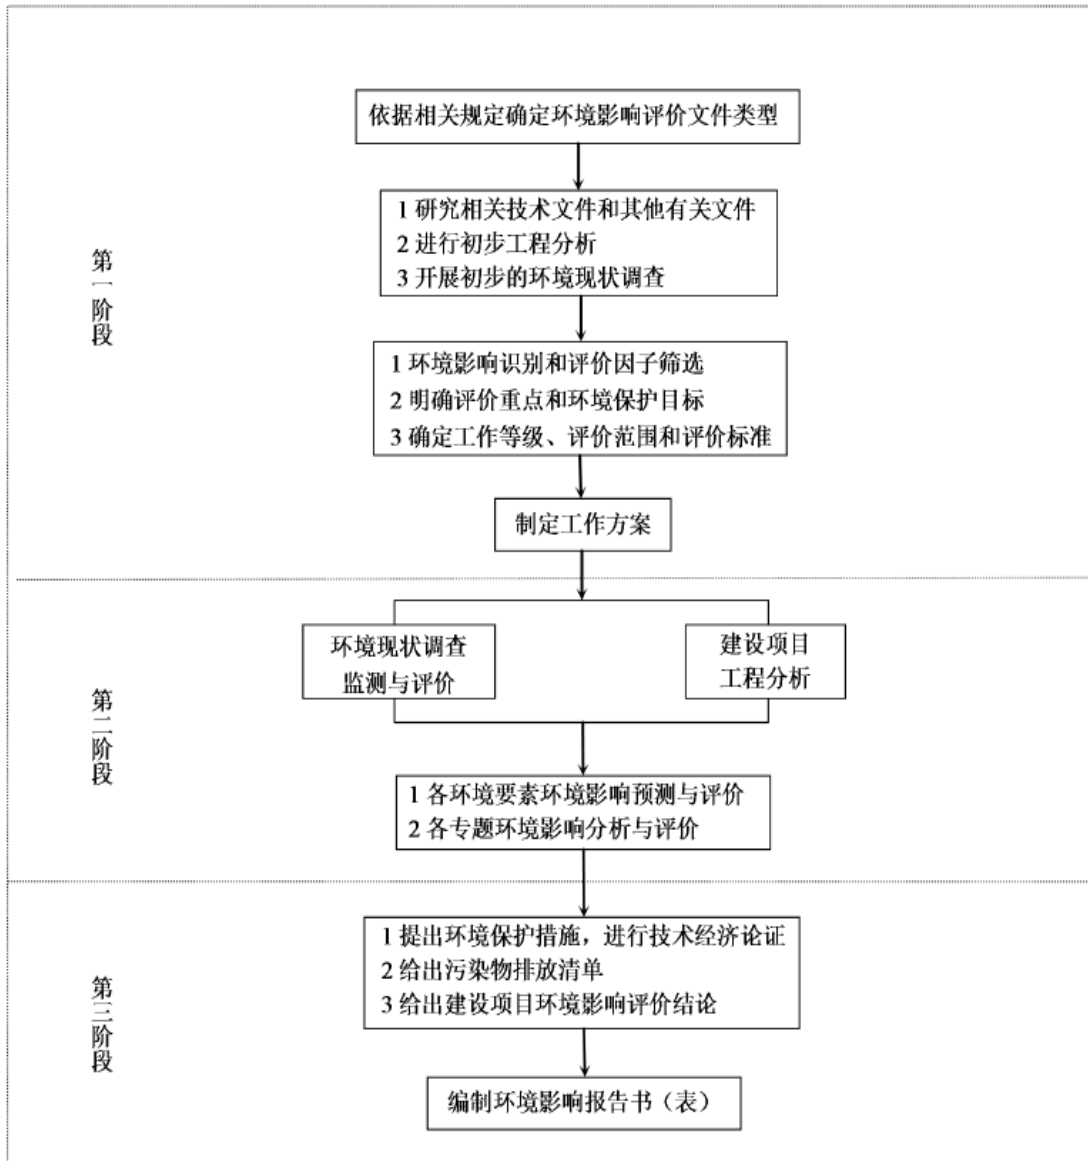 依据相关规定确定环境影响评价文件类型
1 研究相关技术文件和其他有关文件
2 进行初步工程分析
3 开展初步的环境现状调查
第一阶段
1 环境影响识别和评价因子筛选
2 明确评价重点和环境保护目标
3 确定工作等级、评价范围和评价标准
制定工作方案
环境现状调查
监测与评价
建设项目
工程分析
第二阶段
1 各环境要素环境影响预测与评价
2 各专题环境影响分析与评价
1 提出环境保护措施，进行技术经济论证
2 给出污染物排放清单
3 给出建设项目环境影响评价结论
第三阶段
编制环境影响报告书（表）